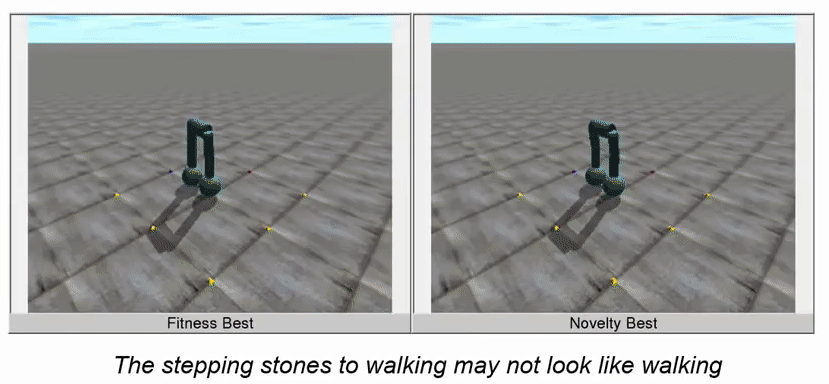 Fitness Best
Novelty Best
The stepping stones to walking may not look like walking